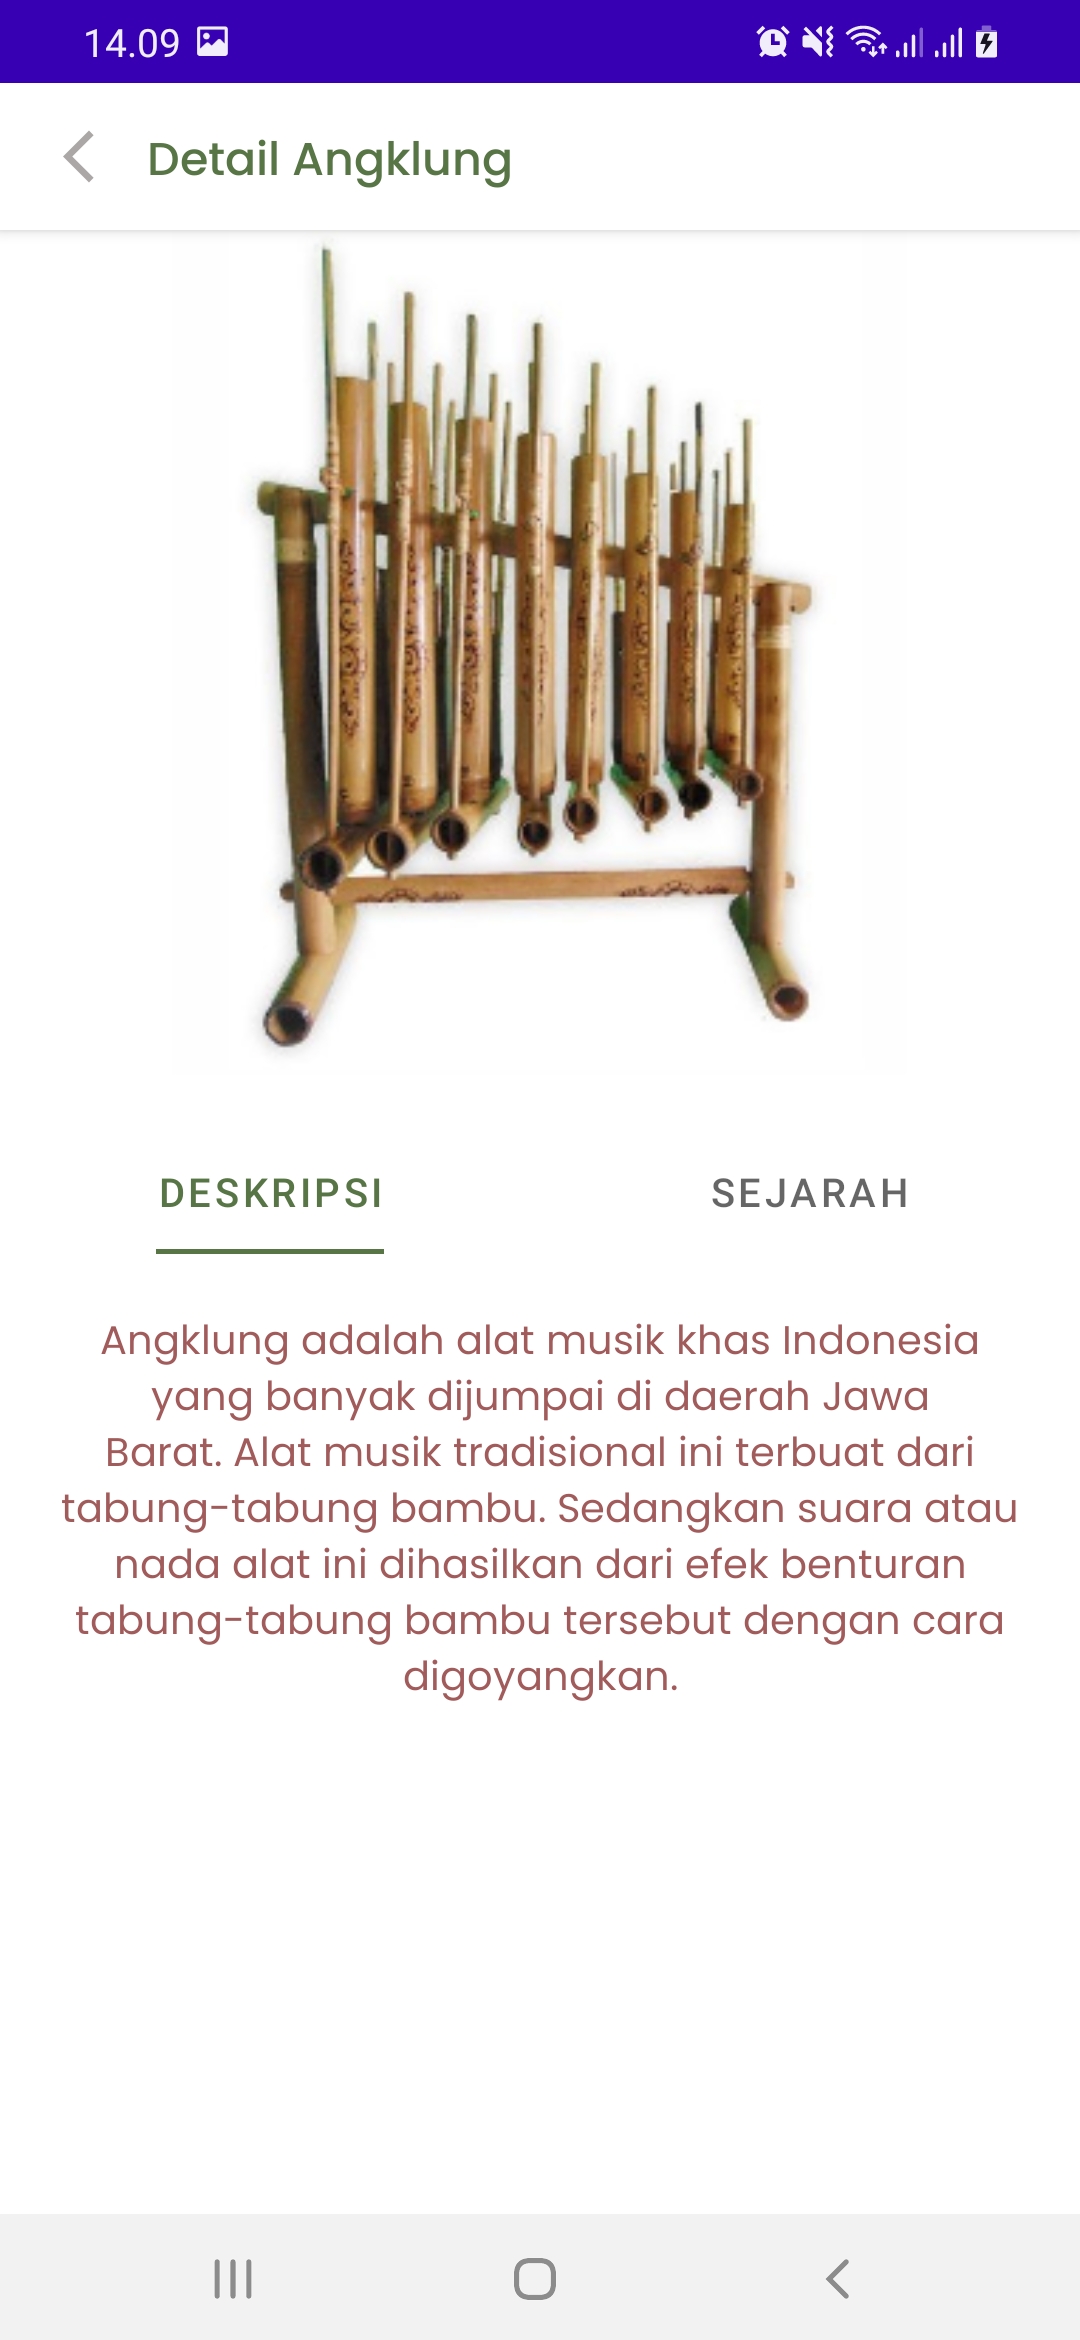 14.09
Detail Angklung
DESKRIPSI
SEJARAH
Angklung adalah alat musik khas Indonesia
yang banyak dijumpai di daerah Jawa
Barat. Alat musik tradisional ini terbuat dari
tabung-tabung bambu. Sedangkan suara atau
nada alat ini dihasilkan dari efek benturan
tabung-tabung bambu tersebut dengan cara
digoyangkan.